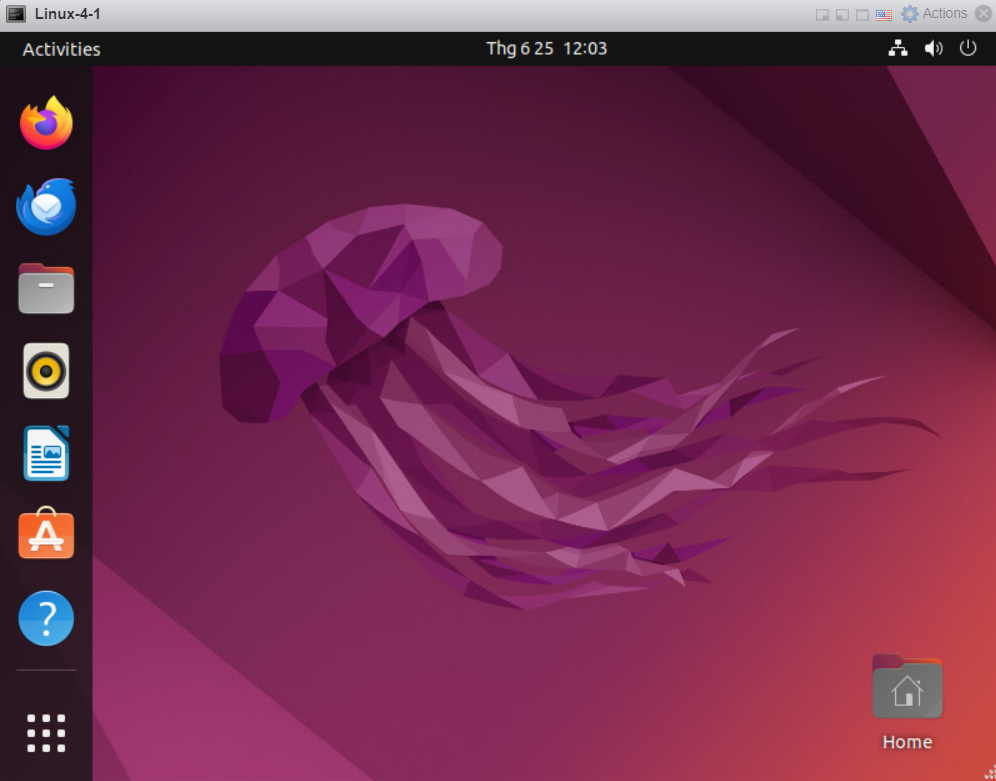 Linux-4-1
Actions
Activities
Thg 6 25 12:03
Home